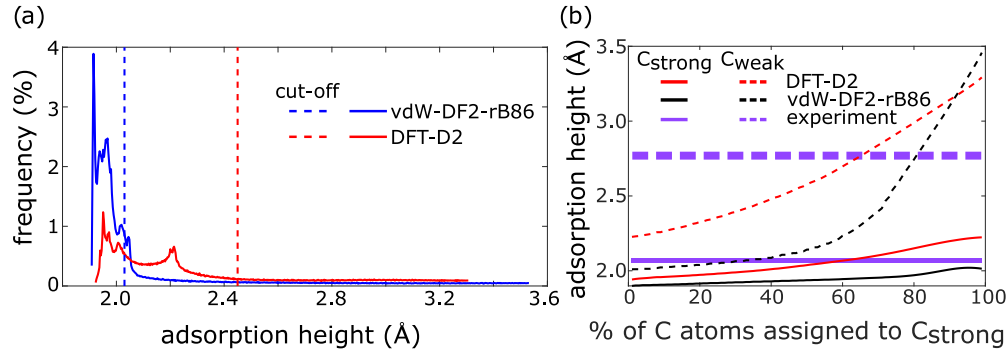 (a)
4
3
2
1
0
frequency (%)
2.0
2.4
2.8
3.2
3.6
adsorption height (Å)
cut-off
vdW-DF2-rB86
DFT-D2
(b)
3.5
3.0
2.5
2.0
adsorption height (Å)
0
20
40
60
80
100
% of C atoms assigned to Cstrong
Cstrong Cweak
DFT-D2
vdW-DF2-rB86
experiment